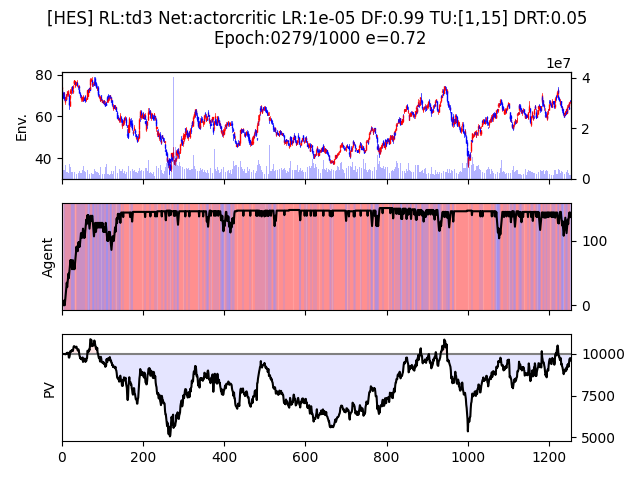 [HES] RL:td3 Net:actorcritic LR:1e-05 DF:0.99 TU:[1,15] DRT:0.05
Epoch:0279/1000 e=0.72
1e7
80
60
40
Env.
4
2
0
Agent
100
0
PV
10000
7500
5000
0 200 400 600 800 1000 1200